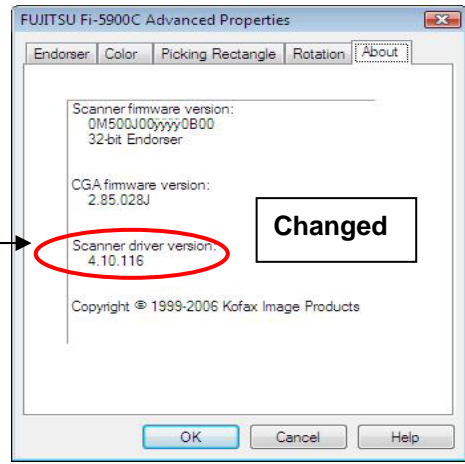 FUJITSU Fi-5900C Advanced Properties
Endorser Color Picking Rectangle Rotation About
Scanner firmware version:
0M500J00yyyy0B00
32-bit Endorser
CGA firmware version:
2.85.028J
Changed
Scanner driver version:
4.10.116
Copyright © 1999-2006 Kofax Image Products
OK Cancel Help